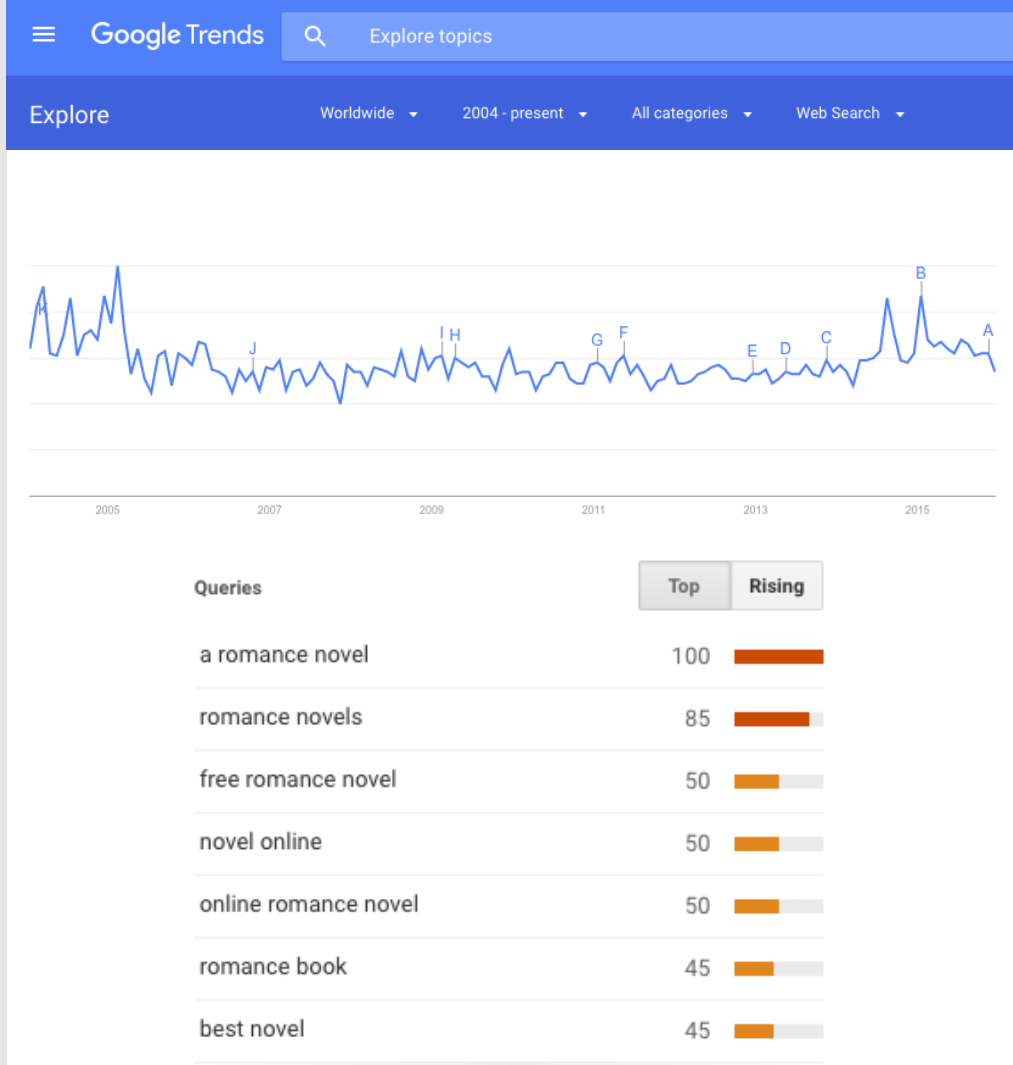 Google Trends Explore topics
Explore Worldwide 2004 - present All categories Web Search
K J I H G F E D C B A
2005 2007 2009 2011 2013 2015
Queries Top Rising
a romance novel 100
romance novels 85
free romance novel 50
novel online 50
online romance novel 50
romance book 45
best novel 45